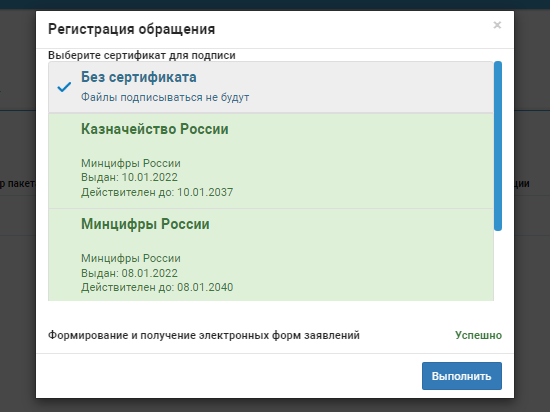 Регистрация обращения
×
Выберите сертификат для подписи
Без сертификата
Файлы подписываться не будут
Казначейство России
Минцифры России
Выдан: 10.01.2022
Действителен до: 10.01.2037
Минцифры России
Минцифры России
Выдан: 08.01.2022
Действителен до: 08.01.2040
Формирование и получение электронных форм заявлений
Успешно
Выполнить